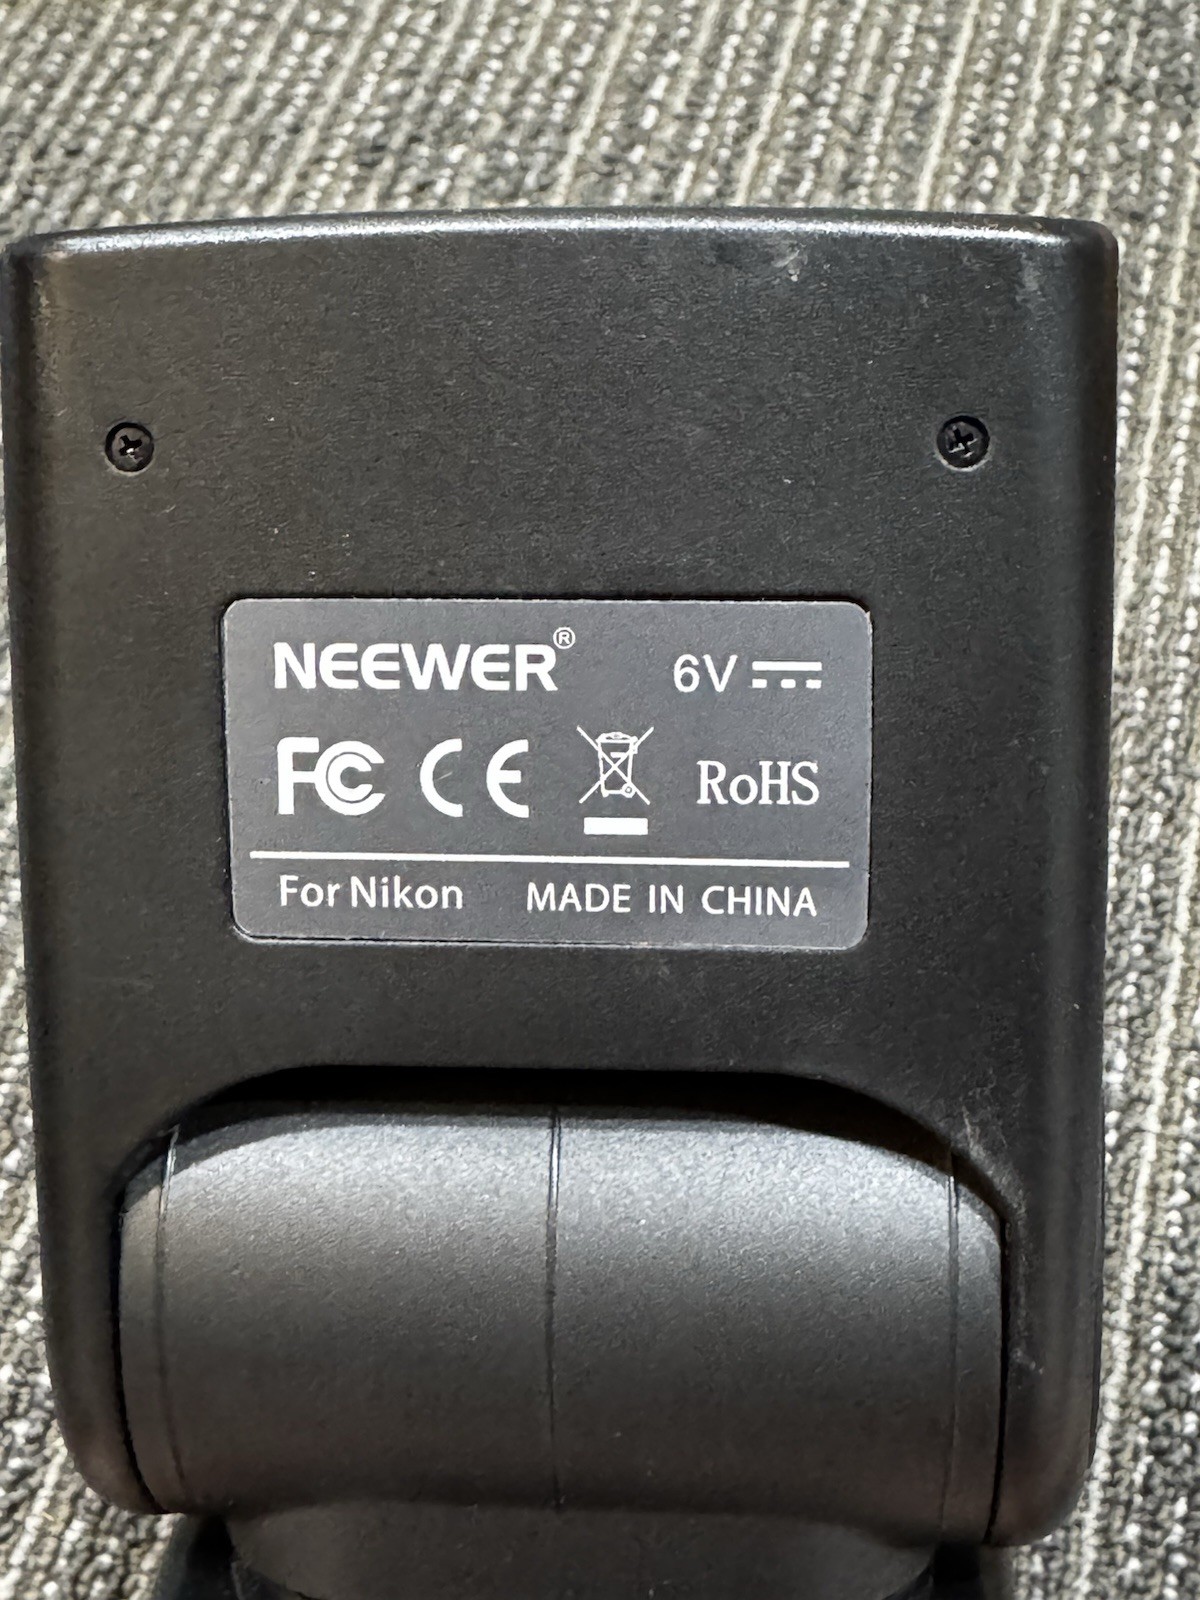 NEEWER® 6V
FC CE RoHS
For Nikon MADE IN CHINA